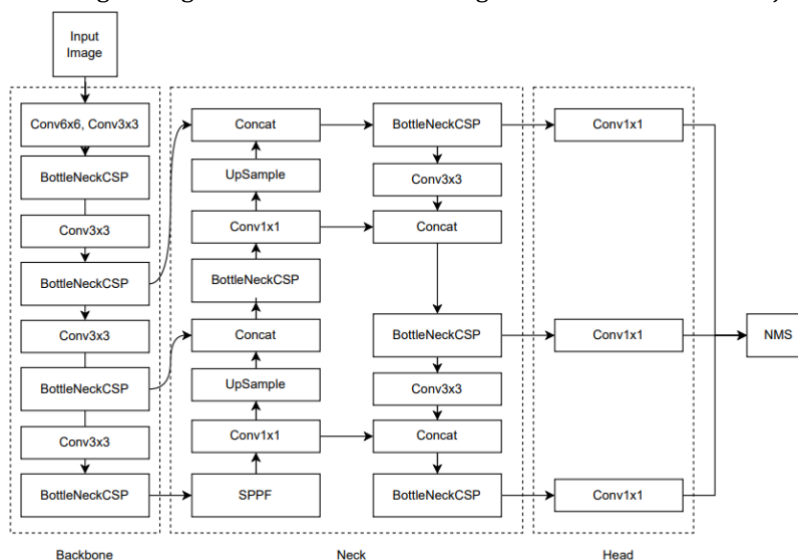 Input
Image
Conv6x6, Conv3x3
BottleNeckCSP
Conv3x3
BottleNeckCSP
Conv3x3
BottleNeckCSP
Conv3x3
BottleNeckCSP
Backbone
Concat
UpSample
Conv1x1
BottleNeckCSP
Concat
UpSample
Conv1x1
SPPF
BottleNeckCSP
Conv3x3
Concat
BottleNeckCSP
Conv3x3
Concat
BottleNeckCSP
Neck
Conv1x1
Conv1x1
Conv1x1
Head
NMS